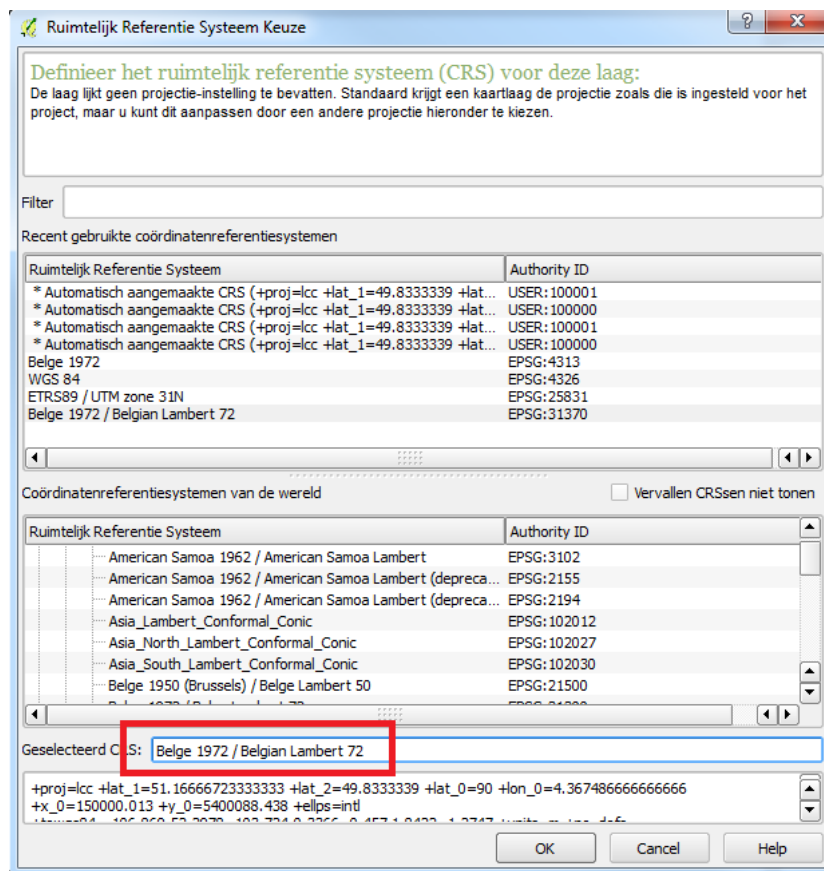 Ruimtelijk Referentie Systeem Keuze
Definieer het ruimtelijk referentie systeem (CRS) voor deze laag:
De laag lijkt geen projectie-instelling te bevatten. Standaard krijgt een kaartlaag de projectie zoals die is ingesteld voor het
project, maar u kunt dit aanpassen door een andere projectie hieronder te kiezen.
Filter
Recent gebruikte coördinatenreferentiesystemen
Ruimtelijk Referentie Systeem Authority ID
* Automatisch aangemaakte CRS (+proj=lcc +lat_1=49.8333339 +lat... USER:100001
* Automatisch aangemaakte CRS (+proj=lcc +lat_1=49.8333339 +lat... USER:100000
* Automatisch aangemaakte CRS (+proj=lcc +lat_1=49.8333339 +lat... USER:100001
* Automatisch aangemaakte CRS (+proj=lcc +lat_1=49.8333339 +lat... USER:100000
Belge 1972 EPSG:4313
WGS 84 EPSG:4326
ETRS89 / UTM zone 31N EPSG:25831
Belge 1972 / Belgian Lambert 72 EPSG:31370
Coördinatenreferentiesystemen van de wereld Vervallen CRSsen niet tonen
Ruimtelijk Referentie Systeem Authority ID
American Samoa 1962 / American Samoa Lambert EPSG:3102
American Samoa 1962 / American Samoa Lambert (depreca... EPSG:2155
American Samoa 1962 / American Samoa Lambert (depreca... EPSG:2194
Asia_Lambert_Conformal_Conic EPSG:102012
Asia_North_Lambert_Conformal_Conic EPSG:102027
Asia_South_Lambert_Conformal_Conic EPSG:102030
Belge 1950 (Brussels) / Belge Lambert 50 EPSG:21500
Geselecteerd CRS: Belge 1972 / Belgian Lambert 72
+proj=lcc +lat_1=51.16666723333333 +lat_2=49.8333339 +lat_0=90 +lon_0=4.367486666666666
+x_0=150000.013 +y_0=5400088.438 +ellps=intl
OK Cancel Help